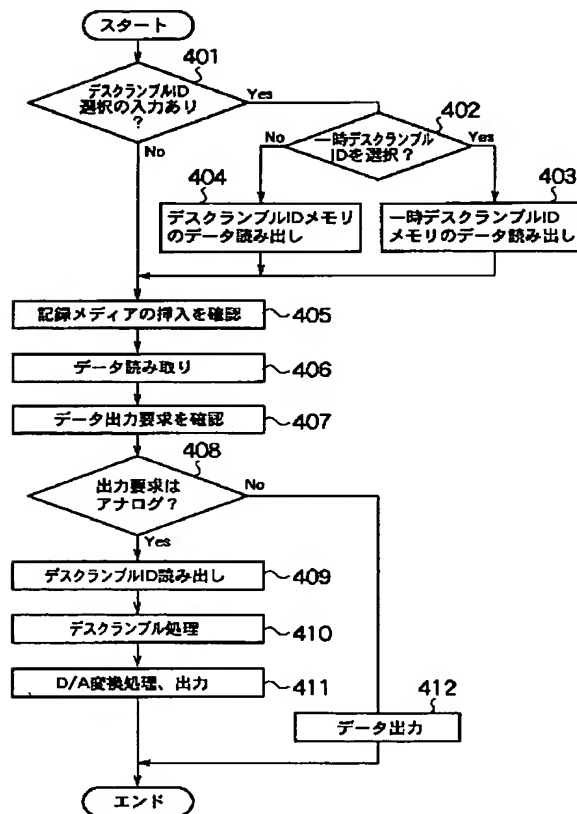 スタート
401
デスクランブルID
選択の入力あり
?
Yes
No
402
一時デスクランブル
IDを選択?
No
Yes
404
デスクランブルIDメモリ
のデータ読み出し
403
一時デスクランブルID
メモリのデータ読み出し
記録メディアの挿入を確認
405
データ読み取り
406
データ出力要求を確認
407
408
出力要求は
アナログ?
No
Yes
デスクランブルID読み出し
409
デスクランブル処理
410
D/A変換処理、出力
411
412
データ出力
エンド